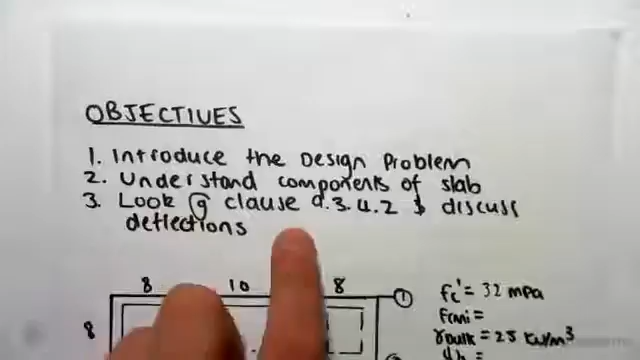 OBJECTIVES
1. Introduce the Design Problem
2. Understand components of slab
3. Look @ clause 9.3.4.2 & discuss
deflections
8 10 8
1
8
fc' = 32 mpa
fcmi =
γbulk = 25 kN/m³